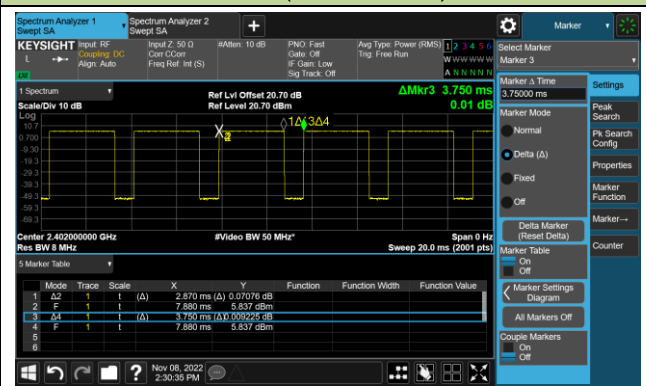 Spectrum Analyzer 1
Swept SA
Spectrum Analyzer 2
Swept SA
+
Marker
KEYSIGHT
L
Input: RF
Coupling: DC
Align: Auto
Input Z: 50 Ω
Corr CCorr
Freq Ref: Int (S)
#Atten: 10 dB
PNO: Fast
Gate: Off
IF Gain: Low
Sig Track: Off
Avg Type: Power (RMS)
Trig: Free Run
1 2 3 4 5 6
W W W W W W
A N N N N N
Select Marker
Marker 3
1 Spectrum
Scale/Div 10 dB
Ref Lvl Offset 20.70 dB
Ref Level 20.70 dBm
ΔMkr3 3.750 ms
0.01 dB
Log
10.7
0.700
-9.30
-19.3
-29.3
-39.3
-49.3
-59.3
-69.3
1Δ2
3Δ4
Center 2.402000000 GHz
Res BW 8 MHz
#Video BW 50 MHz*
Span 0 Hz
Sweep 20.0 ms (2001 pts)
Marker Δ Time
3.75000 ms
Marker Mode
Normal
Delta (Δ)
Fixed
Off
Delta Marker
(Reset Delta)
Marker Table
On
Off
Marker Settings
Diagram
All Markers Off
Couple Markers
On
Off
Settings
Peak
Search
Pk Search
Config
Properties
Marker
Function
Marker→
Counter
5 Marker Table
Mode Trace Scale X Y Function Function Width Function Value
1 Δ2 1 t (Δ) 2.870 ms (Δ) 0.07076 dB
2 F 1 t 7.880 ms 5.837 dBm
3 Δ4 1 t (Δ) 3.750 ms (Δ) 0.009225 dB
4 F 1 t 7.880 ms 5.837 dBm
5
6
?
Nov 08, 2022
2:30:35 PM